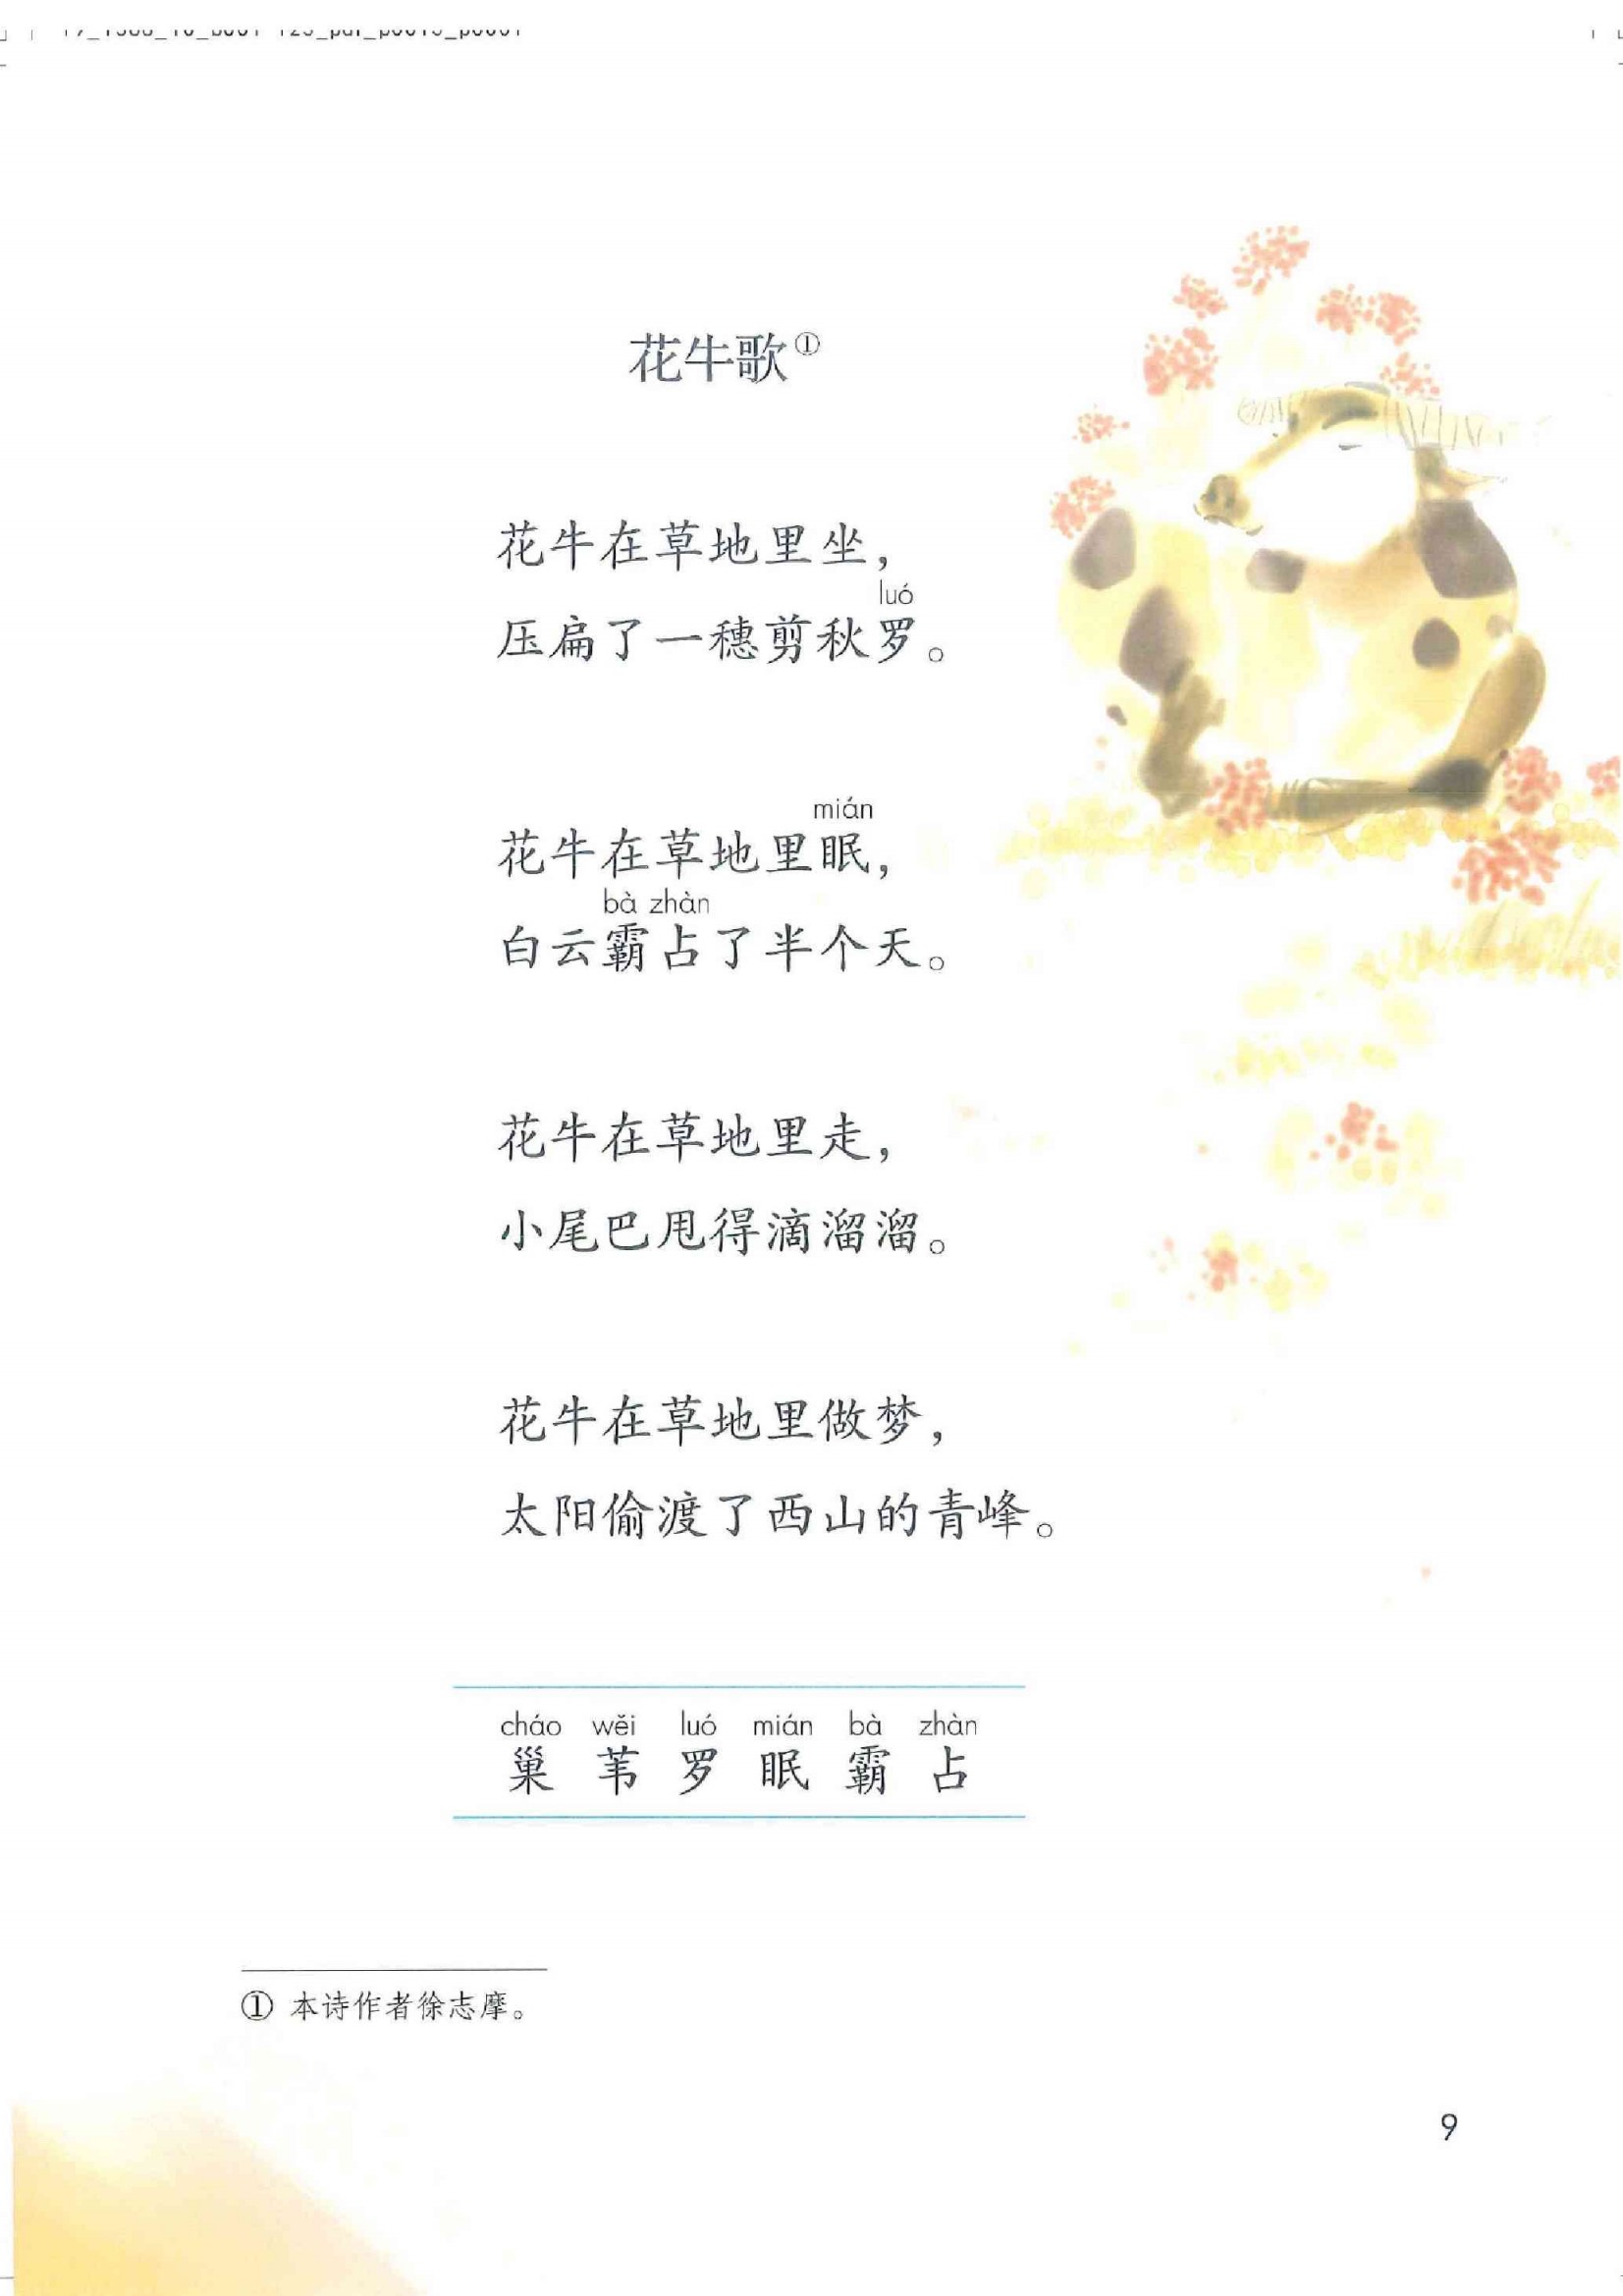 花牛歌①
花牛在草地里坐，
luó
压扁了一穗剪秋罗。
mián
花牛在草地里眠，
bà zhàn
白云霸占了半个天。
花牛在草地里走，
小尾巴甩得滴溜溜。
花牛在草地里做梦，
太阳偷渡了西山的青峰。
cháo wěi luó mián bà zhàn
巢 苇 罗 眠 霸 占
① 本诗作者徐志摩。
9